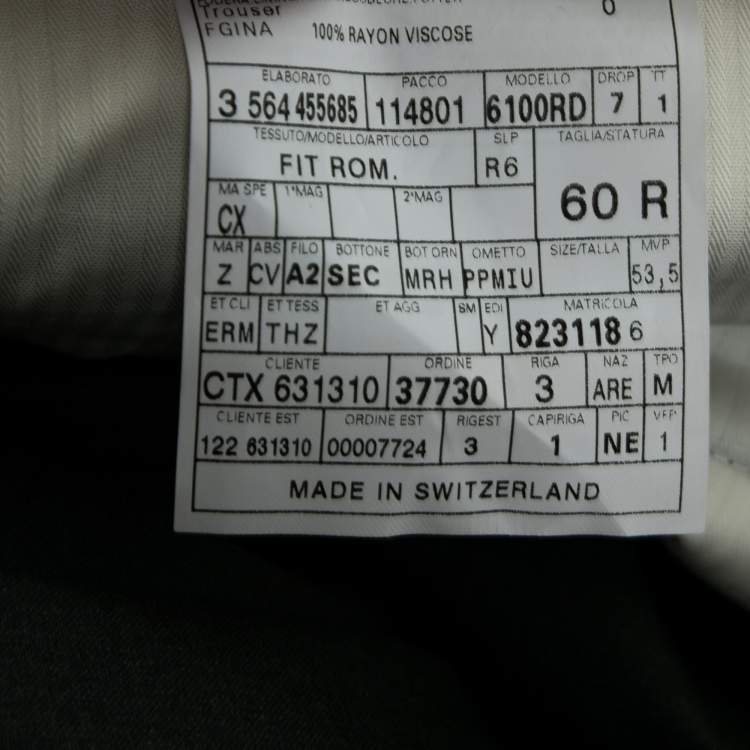 Trouser 0
FGINA 100% RAYON VISCOSE
ELABORATO PACCO MODELLO DROP TT
3 564 455685 114801 6100RD 7 1
TESSUTO/MODELLO/ARTICOLO SLP TAGLIA/STATURA
FIT ROM. R6 60 R
MA SPE 1°MAG 2°MAG
CX
MAR ABS FILO BOTTONE BOT ORN OMETTO SIZE/TALLA MVP
Z CV A2 SEC MRH PPMIU 53,5
ET CLI ET TESS ET AGG SM EDI MATRICOLA
ERM THZ Y 823118 6
CLIENTE ORDINE RIGA NAZ TPO
CTX 631310 37730 3 ARE M
CLIENTE EST ORDINE EST RIGEST CAPIRIGA PIC VFP
122 631310 00007724 3 1 NE 1
MADE IN SWITZERLAND